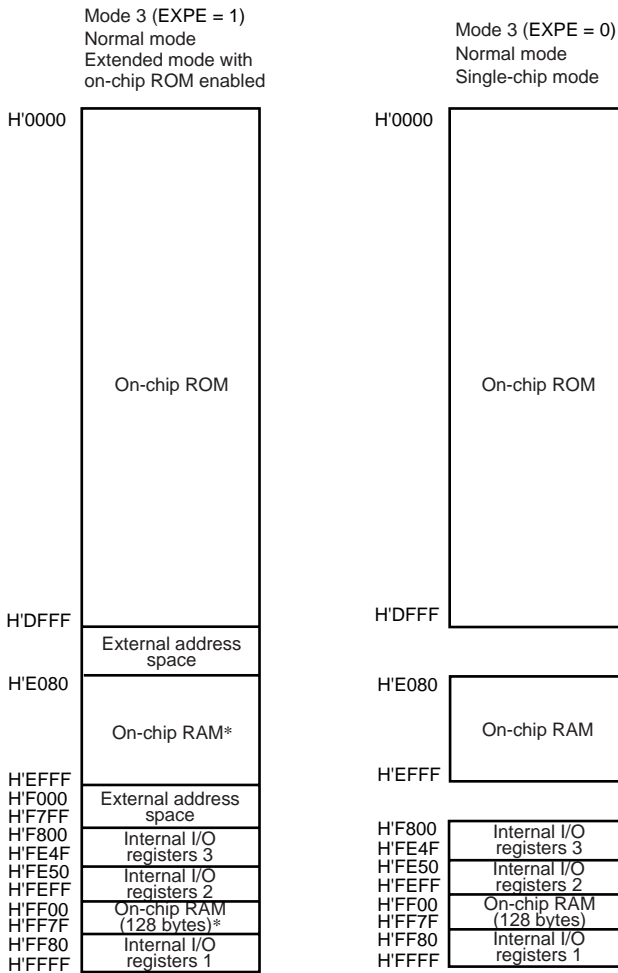 Mode 3 (EXPE = 1)
Normal mode
Extended mode with
on-chip ROM enabled
H'0000
On-chip ROM
H'DFFF
External address
space
H'E080
On-chip RAM*
H'EFFF
H'F000
External address
space
H'F7FF
H'F800
Internal I/O
registers 3
H'FE4F
H'FE50
Internal I/O
registers 2
H'FEFF
H'FF00
On-chip RAM
(128 bytes)*
H'FF7F
H'FF80
Internal I/O
registers 1
H'FFFF
Mode 3 (EXPE = 0)
Normal mode
Single-chip mode
H'0000
On-chip ROM
H'DFFF
H'E080
On-chip RAM
H'EFFF
H'F800
Internal I/O
registers 3
H'FE4F
H'FE50
Internal I/O
registers 2
H'FEFF
H'FF00
On-chip RAM
(128 bytes)
H'FF7F
H'FF80
Internal I/O
registers 1
H'FFFF